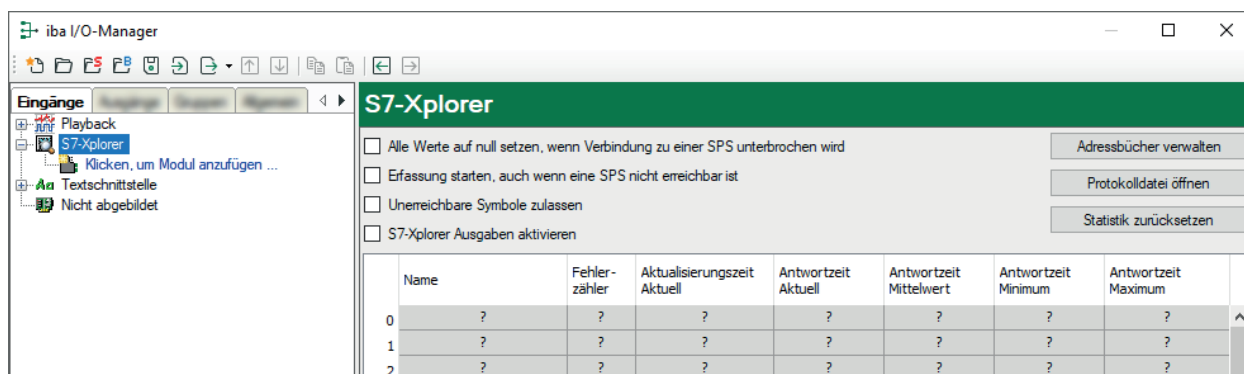 iba I/O-Manager
Eingänge
Playback
S7-Xplorer
Klicken, um Modul anzufügen ...
Textschnittstelle
Nicht abgebildet
S7-Xplorer
Alle Werte auf null setzen, wenn Verbindung zu einer SPS unterbrochen wird
Erfassung starten, auch wenn eine SPS nicht erreichbar ist
Unerreichbare Symbole zulassen
S7-Xplorer Ausgaben aktivieren
Adressbücher verwalten
Protokolldatei öffnen
Statistik zurücksetzen
Name Fehler- Aktualisierungszeit Antwortzeit Antwortzeit Antwortzeit Antwortzeit
zähler Aktuell Aktuell Mittelwert Minimum Maximum
0 ? ? ? ? ? ? ?
1 ? ? ? ? ? ? ?
2 ? ? ? ? ? ? ?